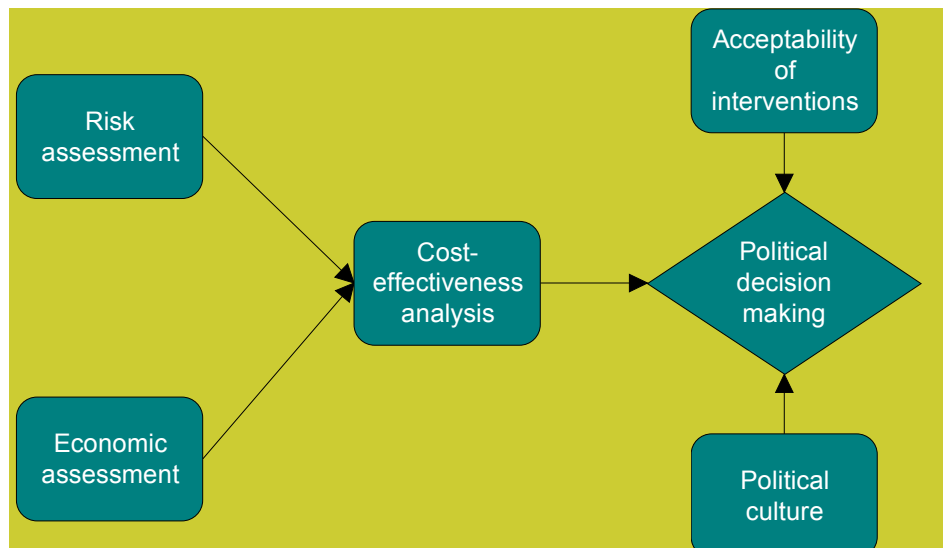 Acceptability
of
interventions
Risk
assessment
Cost-
effectiveness
analysis
Political
decision
making
Economic
assessment
Political
culture